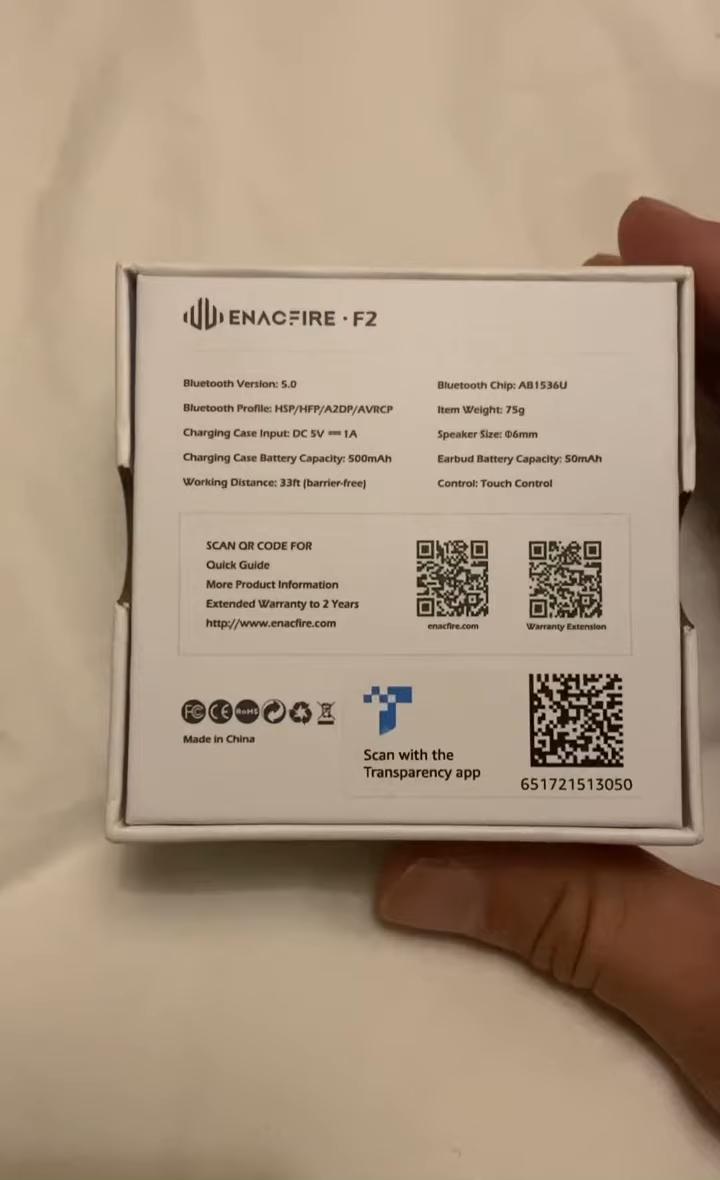 ENACFIRE · F2
Bluetooth Version: 5.0
Bluetooth Profile: HSP/HFP/A2DP/AVRCP
Charging Case Input: DC 5V ⎓ 1A
Charging Case Battery Capacity: 500mAh
Working Distance: 33ft (barrier-free)
Bluetooth Chip: AB1536U
Item Weight: 75g
Speaker Size: Φ6mm
Earbud Battery Capacity: 50mAh
Control: Touch Control
SCAN QR CODE FOR
Quick Guide
More Product Information
Extended Warranty to 2 Years
http://www.enacfire.com
enacfire.com
Warranty Extension
FC CE RoHS
Made in China
Scan with the
Transparency app
651721513050